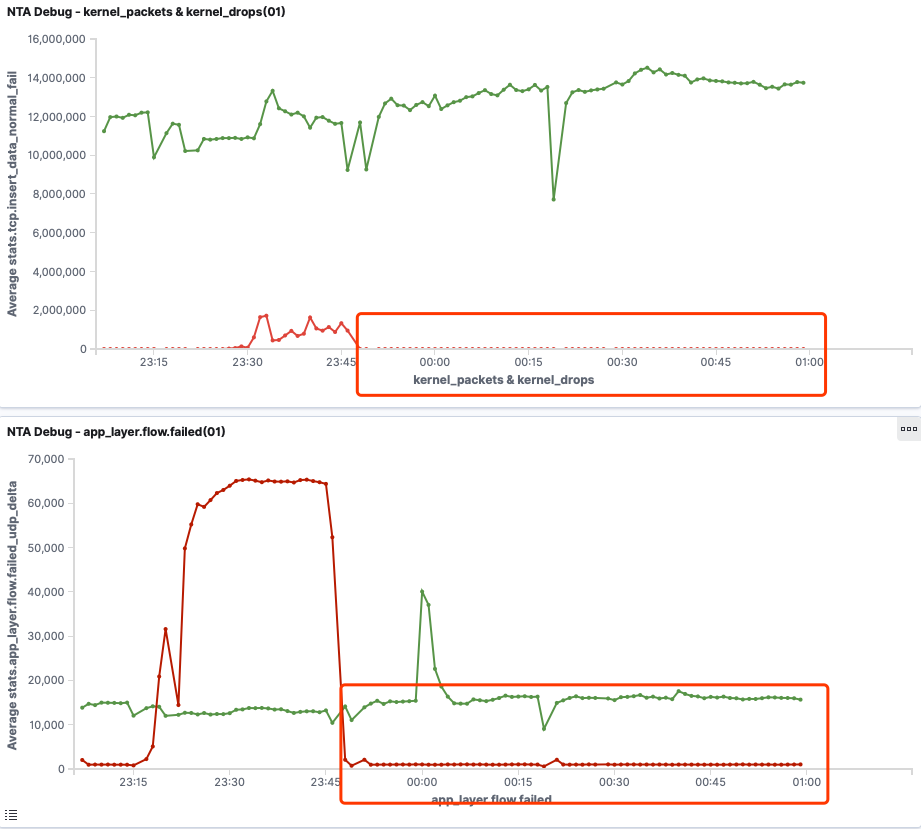 NTA Debug - kernel_packets & kernel_drops(01)
Average stats.tcp.insert_data_normal_fail
16,000,000
14,000,000
12,000,000
10,000,000
8,000,000
6,000,000
4,000,000
2,000,000
0
23:15 23:30 23:45 00:00 00:15 00:30 00:45 01:00
kernel_packets & kernel_drops
NTA Debug - app_layer.flow.failed(01)
Average stats.app_layer.flow.failed_udp_delta
70,000
60,000
50,000
40,000
30,000
20,000
10,000
0
23:15 23:30 23:45 00:00 00:15 00:30 00:45 01:00
app_layer.flow.failed